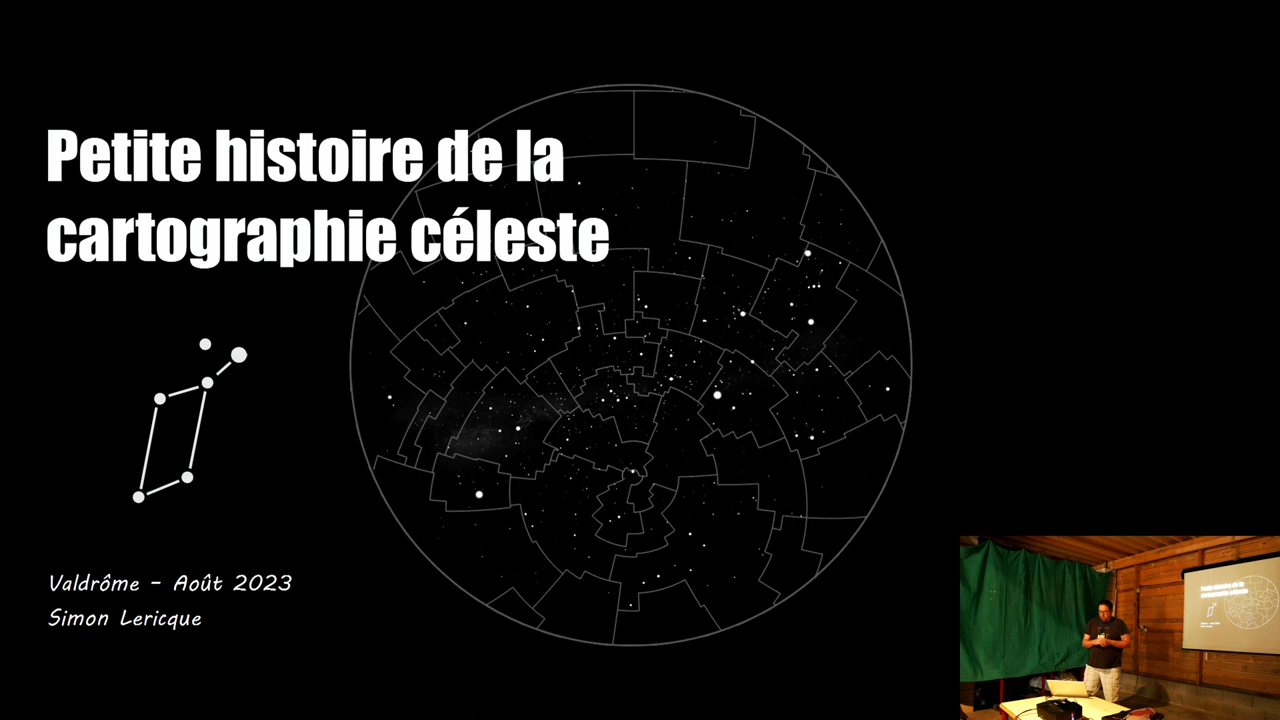 Petite histoire de la
cartographie céleste
Valdrôme - Août 2023
Simon Lericque